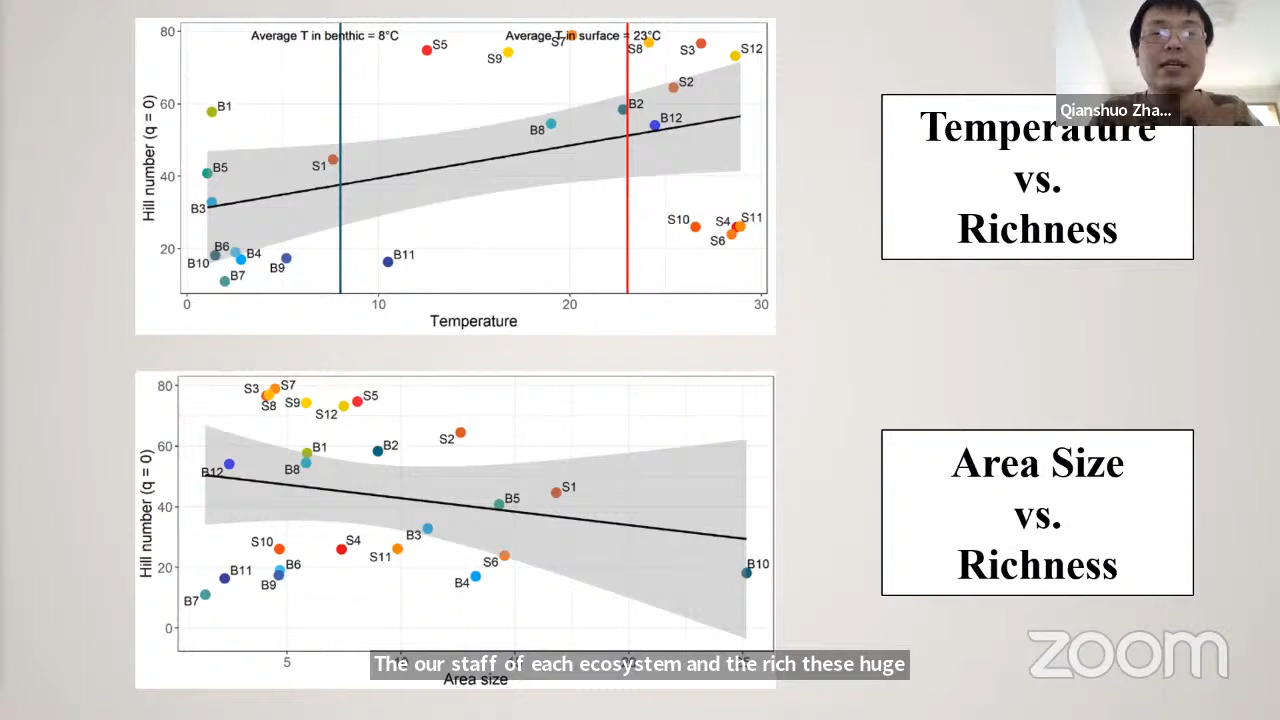 80
60
40
20
Hill number (q = 0)
Average T in benthic = 8°C
Average T in surface = 23°C
S5
S9
S7
S8
S3
S12
S2
B1
B2
B12
B8
S1
B5
B3
B6
B4
B10
B7
B9
B11
S10
S4
S11
S6
0
10
20
30
Temperature
Qianshuo Zha...
Temperature
vs.
Richness
80
60
40
20
0
Hill number (q = 0)
S3
S7
S8
S9
S12
S5
S2
B1
B2
B12
B8
B5
S1
B3
S10
S4
S11
S6
B11
B6
B9
B4
B7
B10
5
Area size
Area Size
vs.
Richness
The our staff of each ecosystem and the rich these huge
zoom